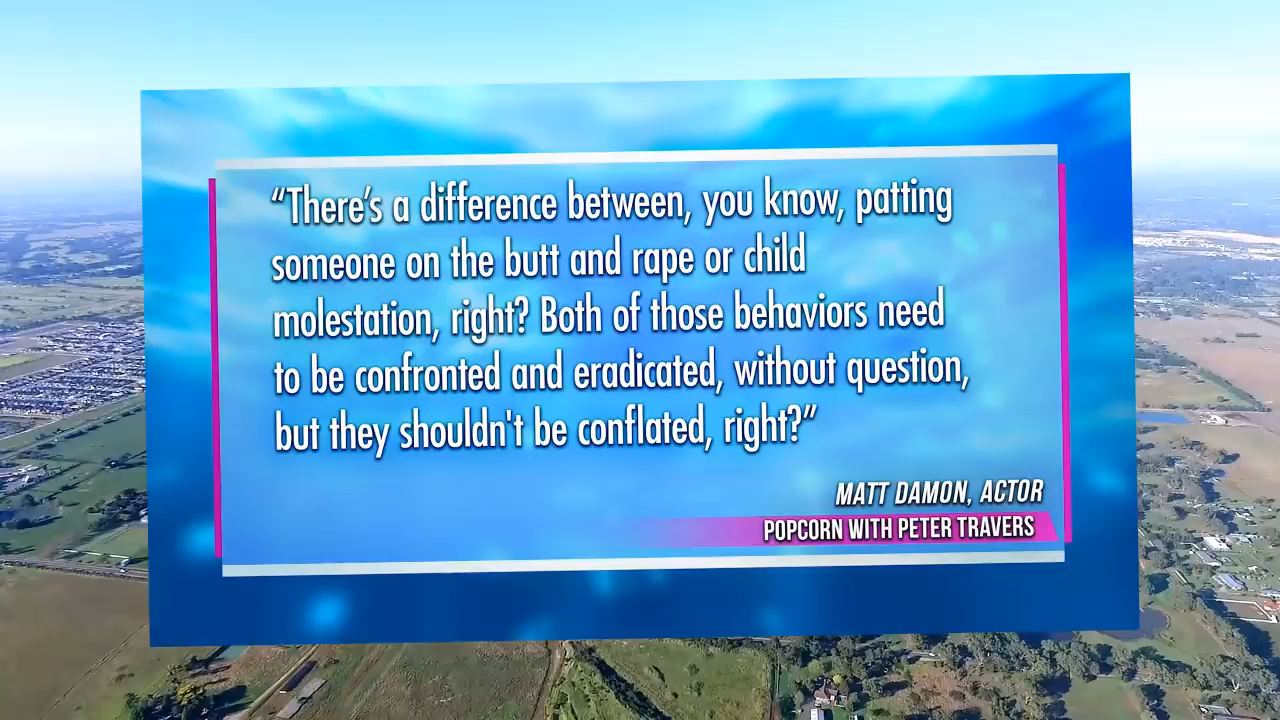 “There’s a difference between, you know, patting
someone on the butt and rape or child
molestation, right? Both of those behaviors need
to be confronted and eradicated, without question,
but they shouldn't be conflated, right?”
MATT DAMON, ACTOR
POPCORN WITH PETER TRAVERS